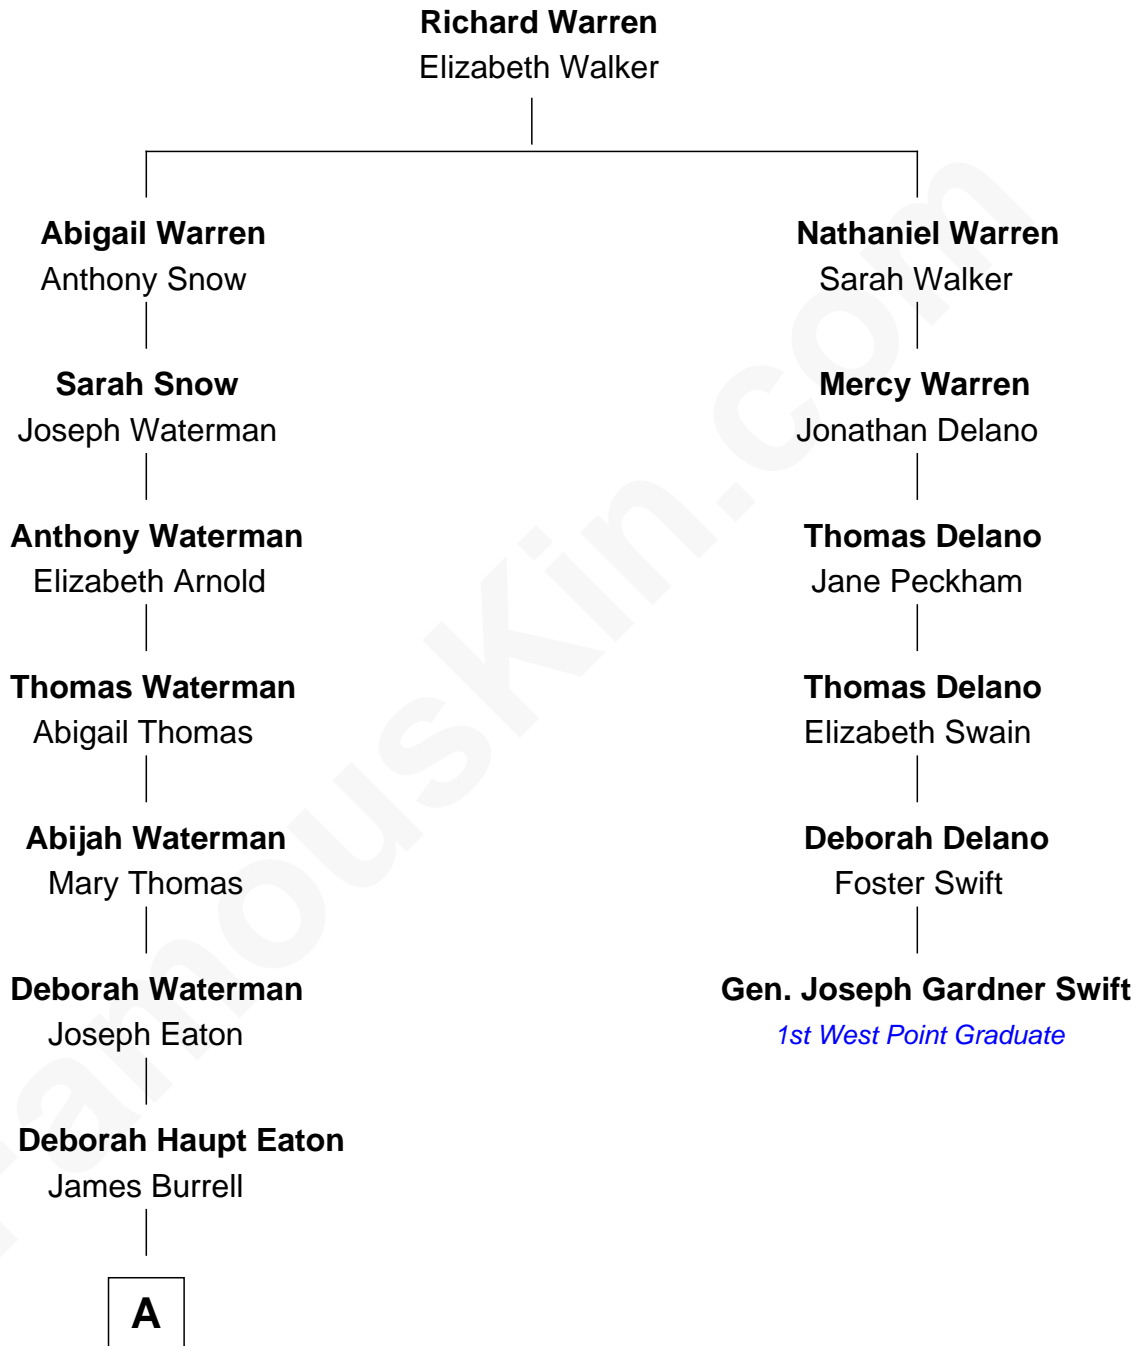 Richard Warren
Elizabeth Walker
Abigail Warren
Anthony Snow
Nathaniel Warren
Sarah Walker
Sarah Snow
Joseph Waterman
Mercy Warren
Jonathan Delano
Anthony Waterman
Elizabeth Arnold
Thomas Delano
Jane Peckham
Thomas Waterman
Abigail Thomas
Thomas Delano
Elizabeth Swain
Abijah Waterman
Mary Thomas
Deborah Delano
Foster Swift
Deborah Waterman
Joseph Eaton
Gen. Joseph Gardner Swift
1st West Point Graduate
Deborah Haupt Eaton
James Burrell
A
FamousKin.com